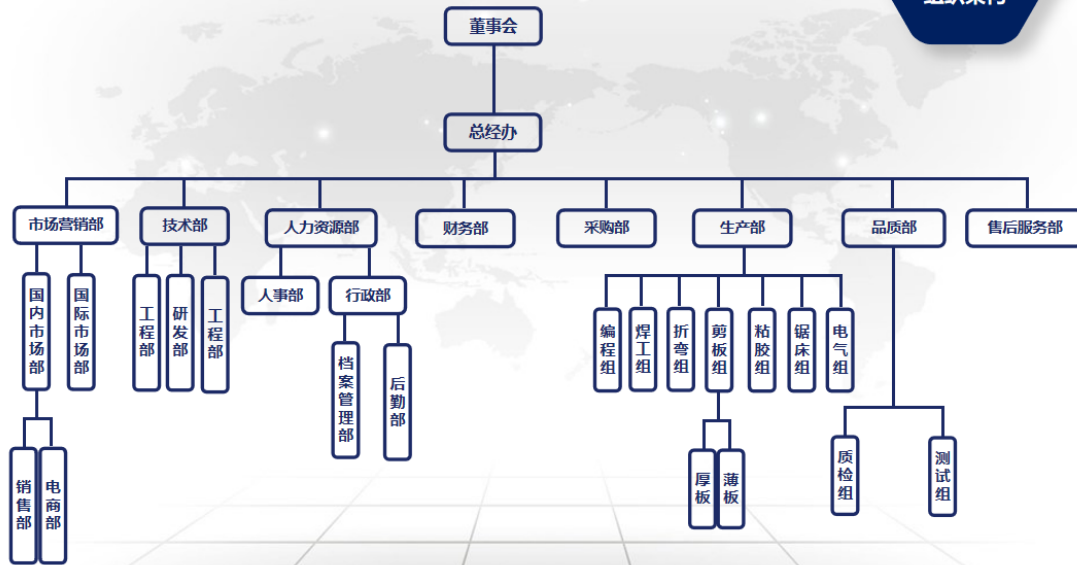 组织架构
董事会
总经办
市场营销部
技术部
人力资源部
财务部
采购部
生产部
品质部
售后服务部
国内市场部
国际市场部
工程部
研发部
工程部
人事部
行政部
编程组
焊工组
折弯组
剪板组
粘胶组
锯床组
电气组
档案管理部
后勤部
销售部
电商部
厚板
薄板
质检组
测试组